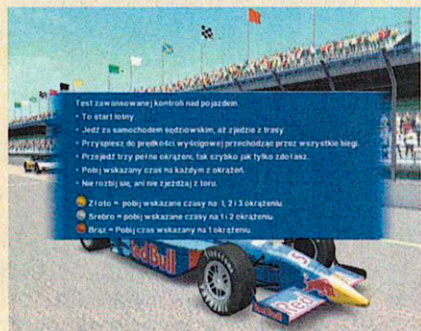 Test zawansowanej kontroli nad pojazdem.
• To start lotny.
• Jedź za samochodem sędziowskim, aż zjedzie z trasy
• Przyspiesz do prędkości wyścigowej przechodząc przez wszystkie biegi.
• Przejedź trzy pełne okrążeni, tak szybko jak tylko zdołasz.
• Pobij wskazany czas na każdym z okrążeń.
• Nie rozbij się, ani nie zjeżdżaj z toru.
Złoto = pobij wskazane czasy na 1, 2 i 3 okrążeniu.
Srebro = pobij wskazane czasy na 1 i 2 okrążeniu.
Brąz = Pobij czas wskazany na 1 okrążeniu.
Red Bull
Red